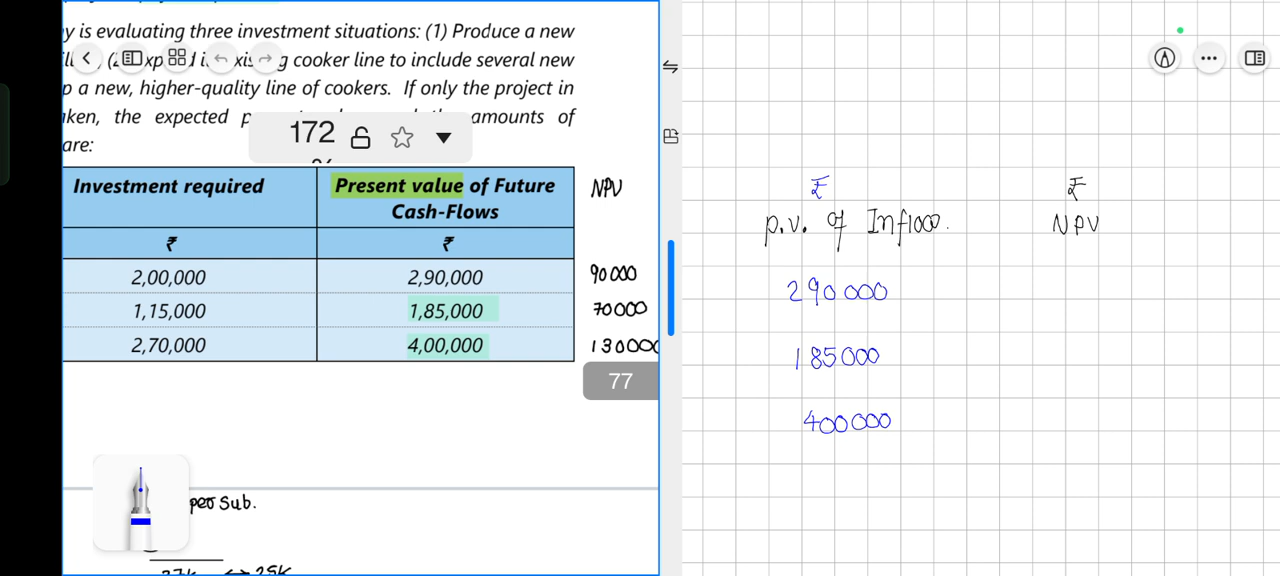 y is evaluating three investment situations: (1) Produce a new
cooker line to include several new
p a new, higher-quality line of cookers. If only the project in
ken, the expected amounts of
are:
172
Investment required Present value of Future Cash-Flows NPV
₹ ₹
2,00,000 2,90,000 90000
1,15,000 1,85,000 70000
2,70,000 4,00,000 130000
77
per Sub.
₹ ₹
P.V. of Inflow. NPV
290000
185000
400000